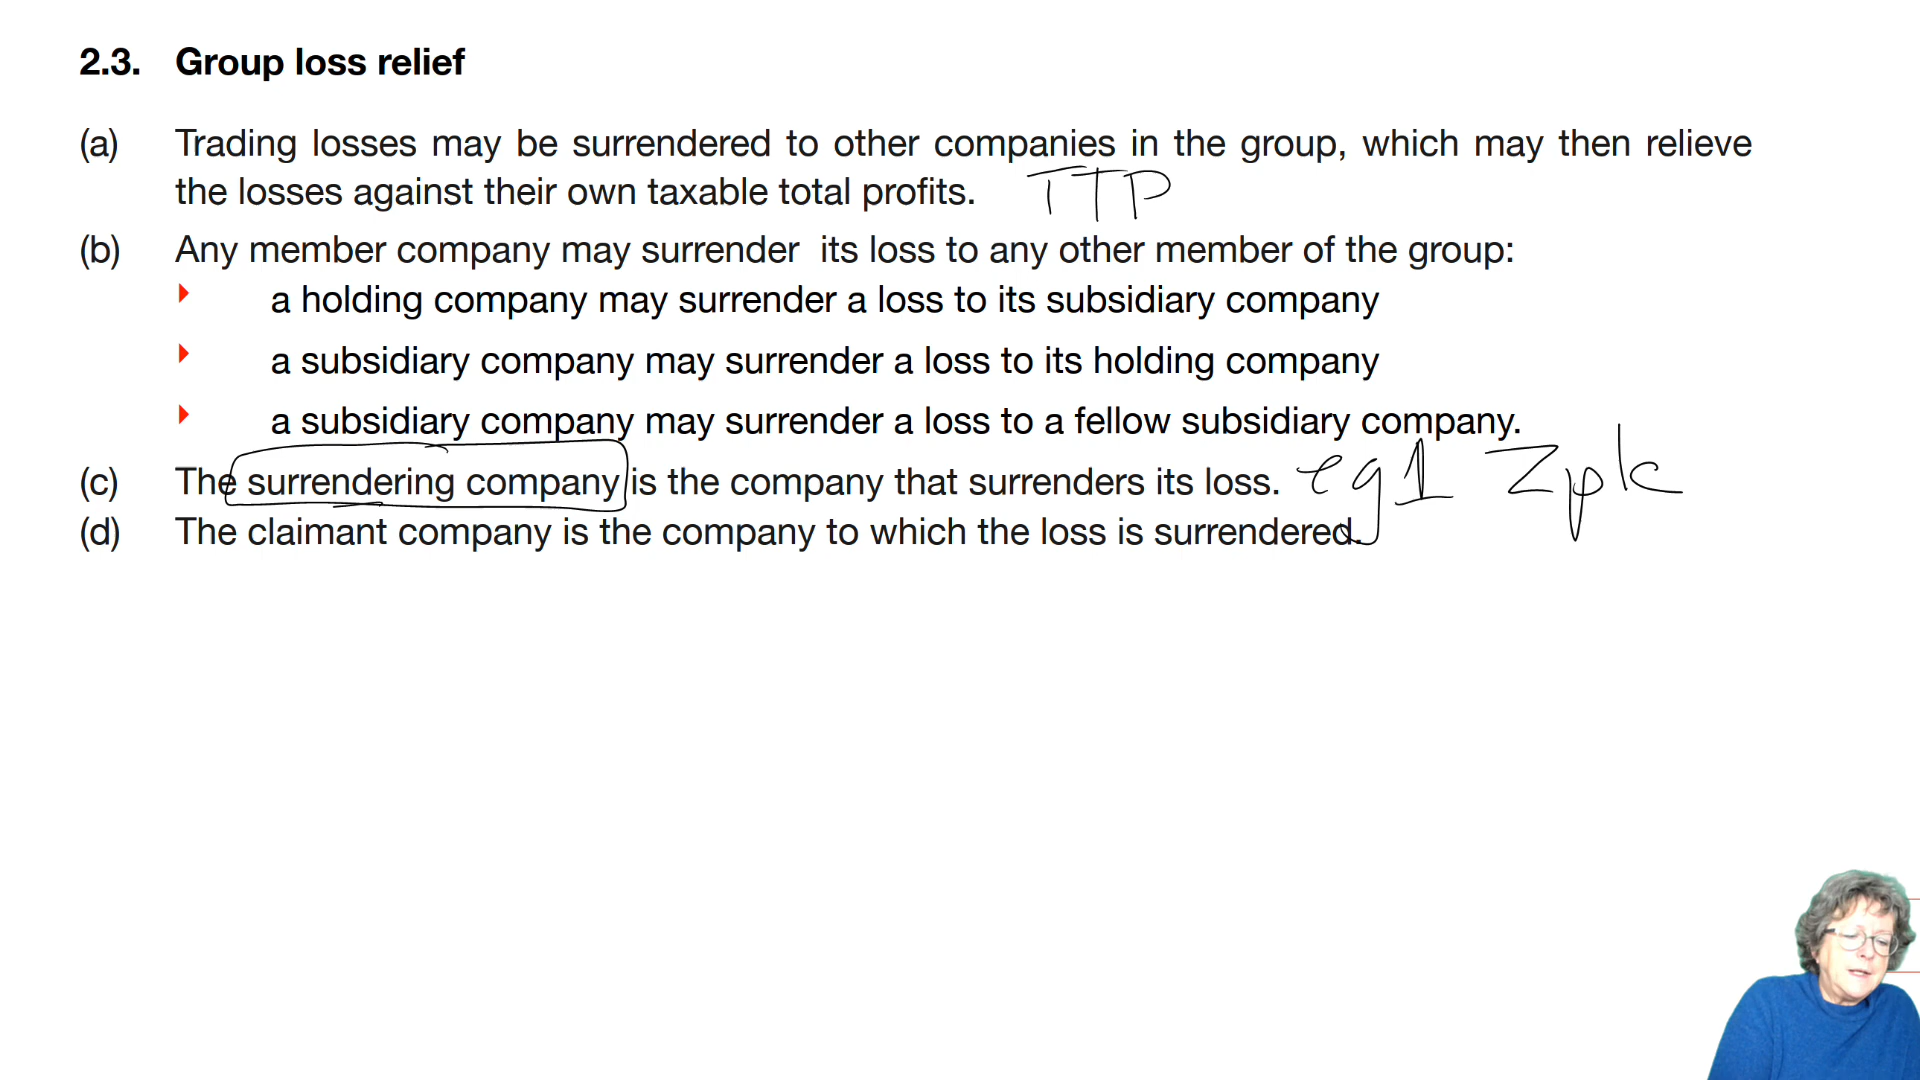 2.3. Group loss relief
(a) Trading losses may be surrendered to other companies in the group, which may then relieve
the losses against their own taxable total profits. TTP
(b) Any member company may surrender its loss to any other member of the group:
a holding company may surrender a loss to its subsidiary company
a subsidiary company may surrender a loss to its holding company
a subsidiary company may surrender a loss to a fellow subsidiary company.
(c) The surrendering company is the company that surrenders its loss. eg1 Zplc
(d) The claimant company is the company to which the loss is surrendered.